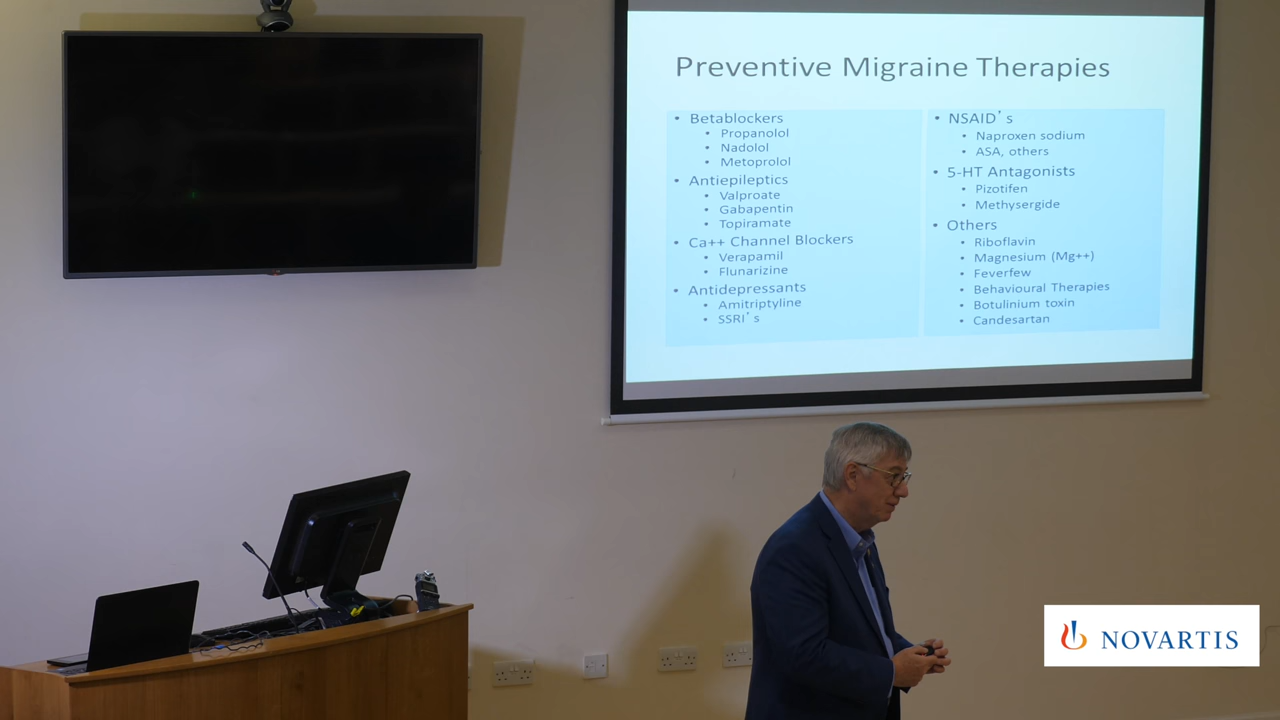 Preventive Migraine Therapies
• Betablockers
• Propanolol
• Nadolol
• Metoprolol
• Antiepileptics
• Valproate
• Gabapentin
• Topiramate
• Ca++ Channel Blockers
• Verapamil
• Flunarizine
• Antidepressants
• Amitriptyline
• SSRI's
• NSAID's
• Naproxen sodium
• ASA, others
• 5-HT Antagonists
• Pizotifen
• Methysergide
• Others
• Riboflavin
• Magnesium (Mg++)
• Feverfew
• Behavioural Therapies
• Botulinium toxin
• Candesartan
NOVARTIS